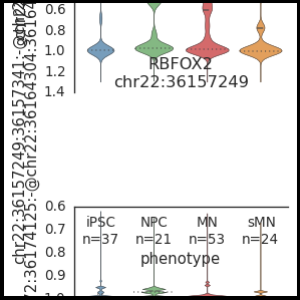 0.6
0.8
1.0
1.2
1.4
RBFOX2
chr22:36157249
0.6
0.7
0.8
0.9
iPSC
n=37
NPC
n=21
MN
n=53
sMN
n=24
phenotype
chr22:36157249:36157341:-@chr22
72:36174125:-@chr22:36164304:36164